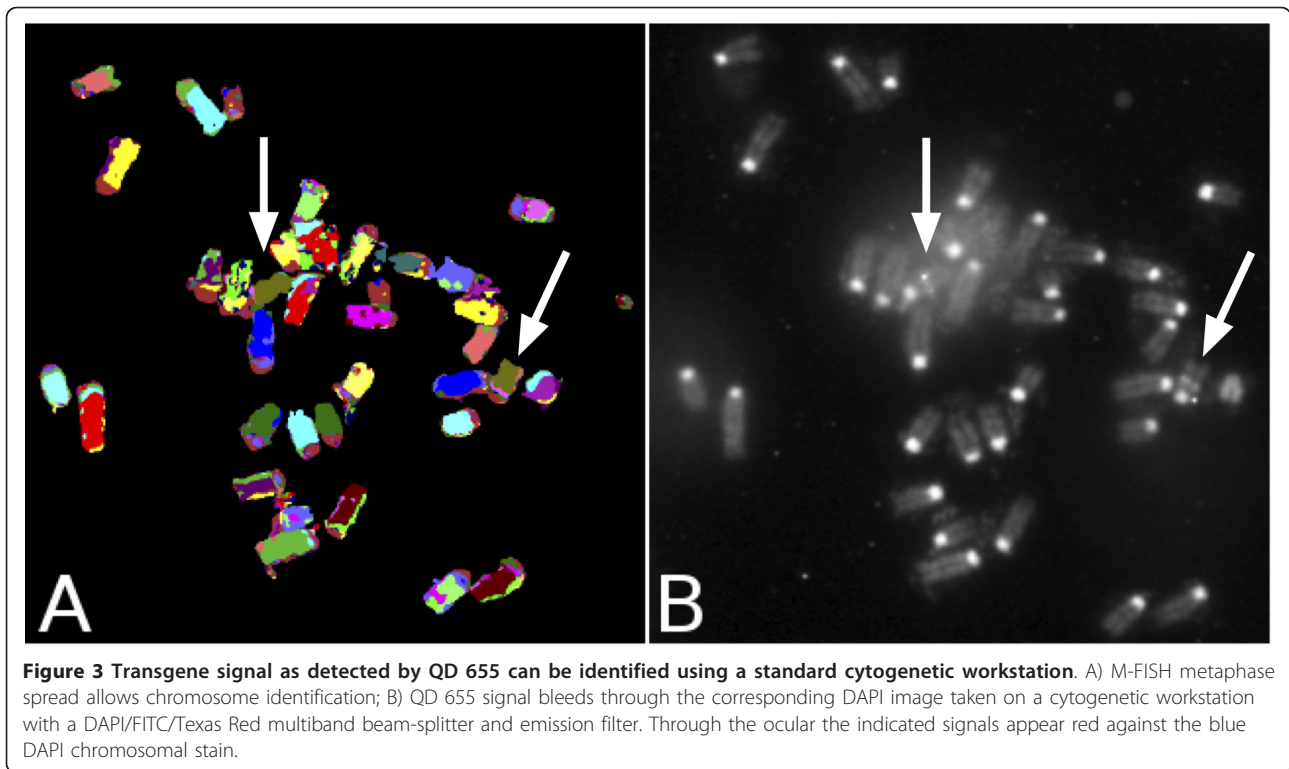 A
B
Figure 3 Transgene signal as detected by QD 655 can be identified using a standard cytogenetic workstation. A) M-FISH metaphase
spread allows chromosome identification; B) QD 655 signal bleeds through the corresponding DAPI image taken on a cytogenetic workstation
with a DAPI/FITC/Texas Red multiband beam-splitter and emission filter. Through the ocular the indicated signals appear red against the blue
DAPI chromosomal stain.